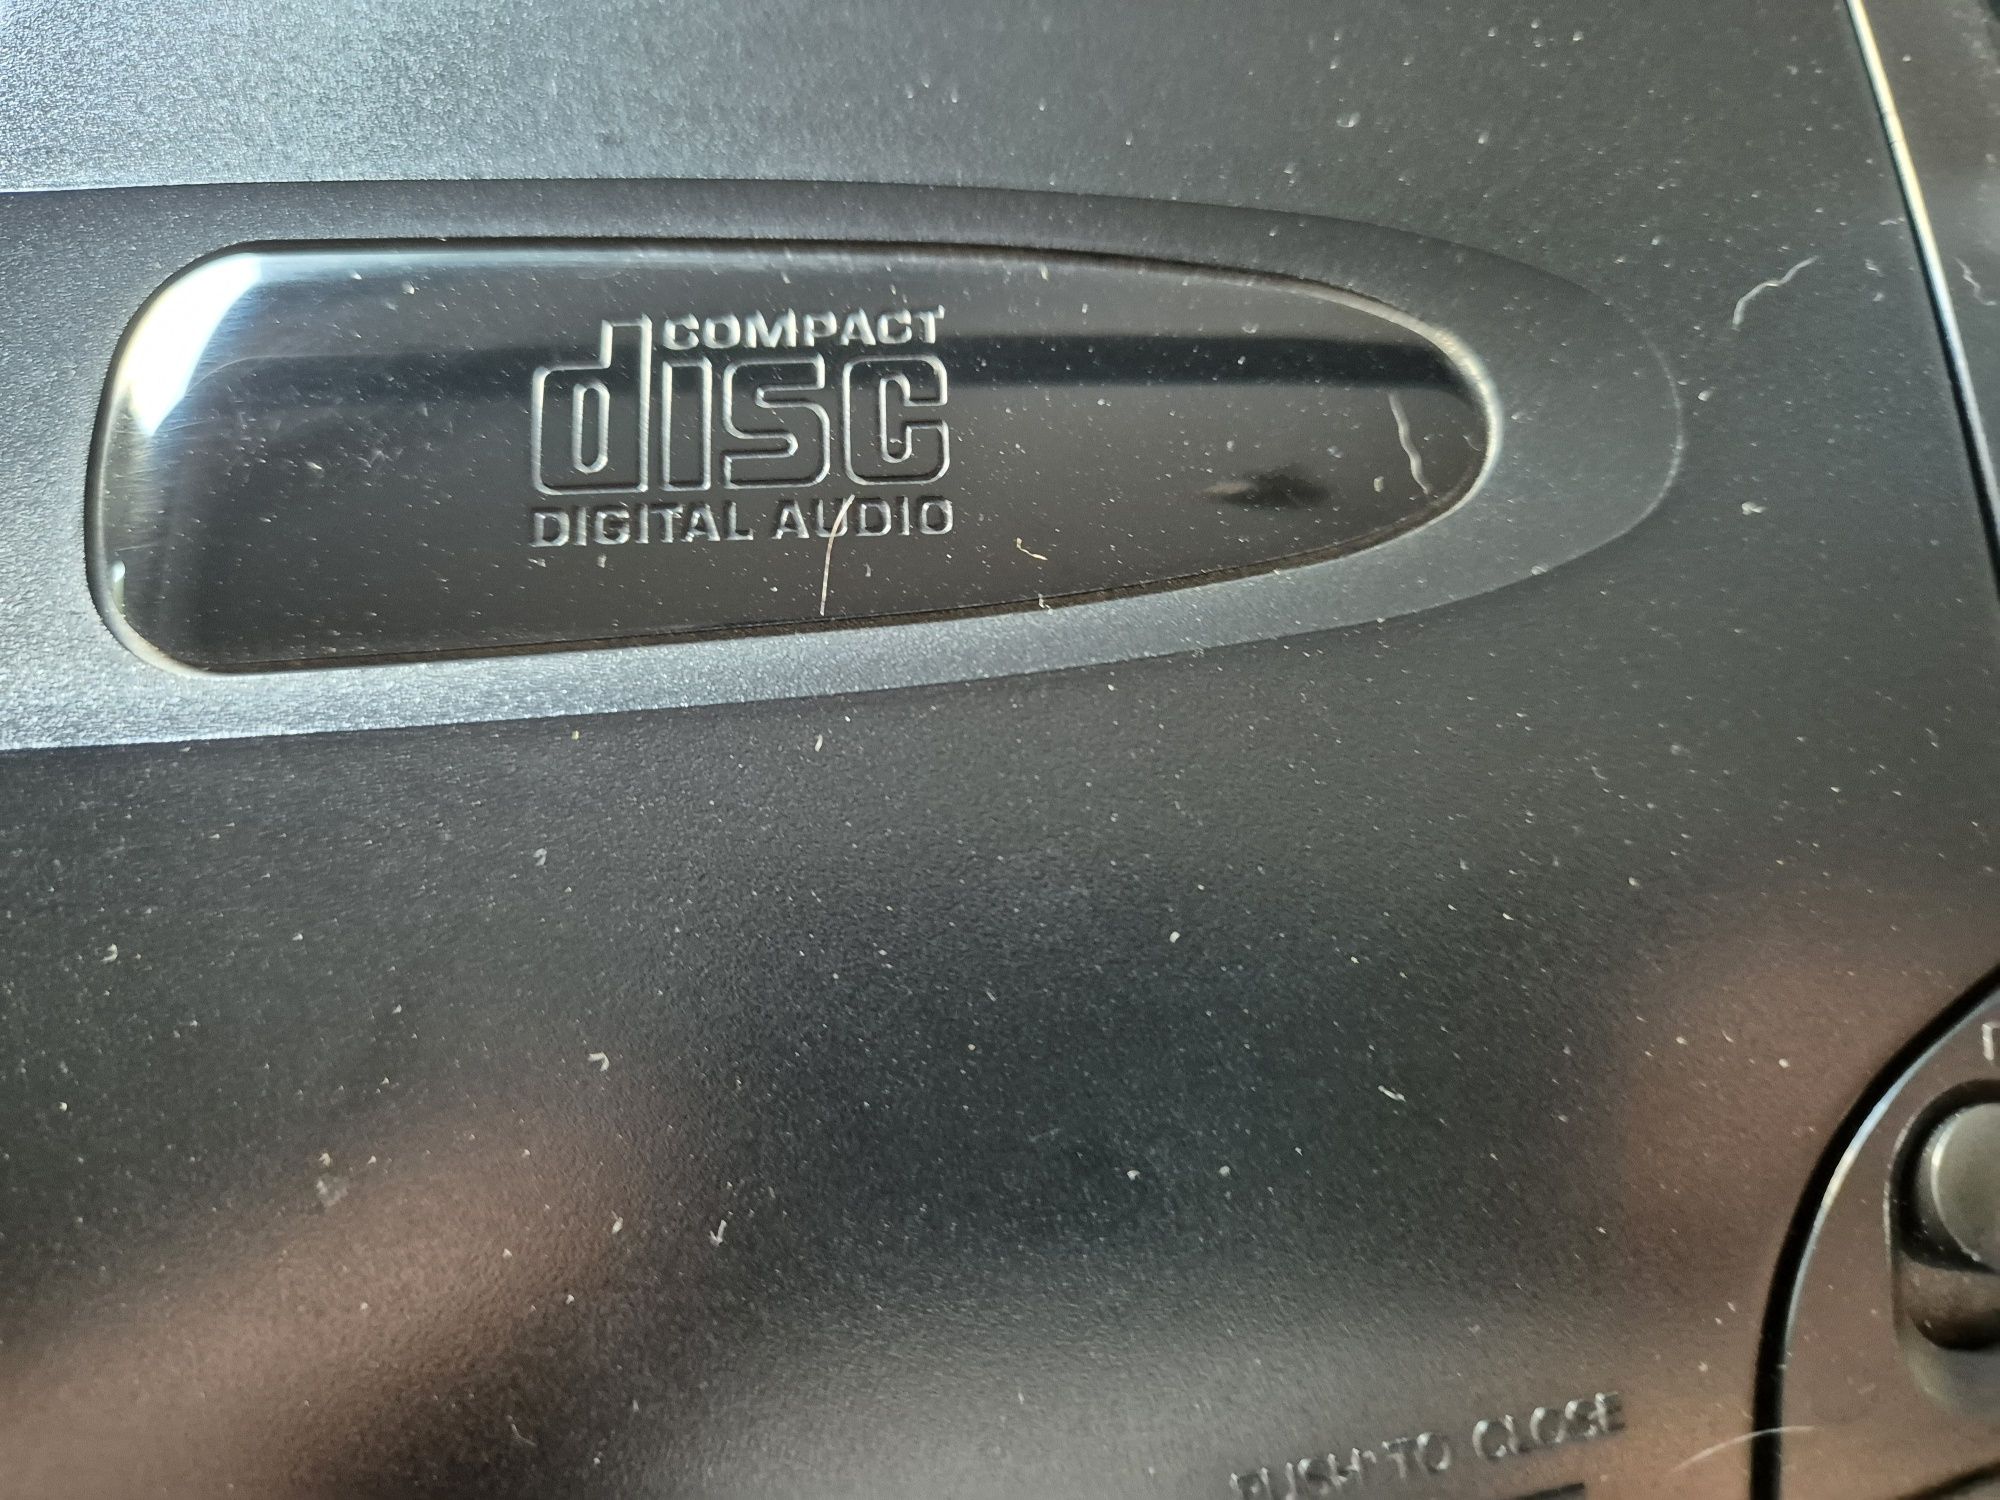 COMPACT
disc
DIGITAL AUDIO
PUSH TO CLOSE